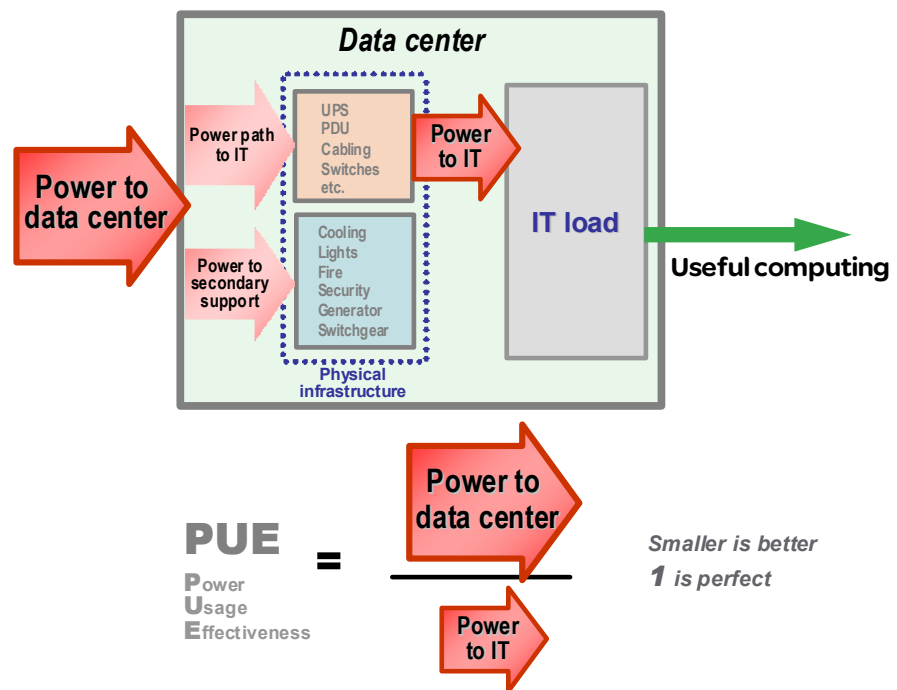 Data center
Power to
data center
Power path
to IT
UPS
PDU
Cabling
Switches
etc.
Power
to IT
IT load
Useful computing
Power to
secondary
support
Cooling
Lights
Fire
Security
Generator
Switchgear
Physical
infrastructure
PUE
Power
Usage
Effectiveness
=
Power to
data center
Power
to IT
Smaller is better
1 is perfect